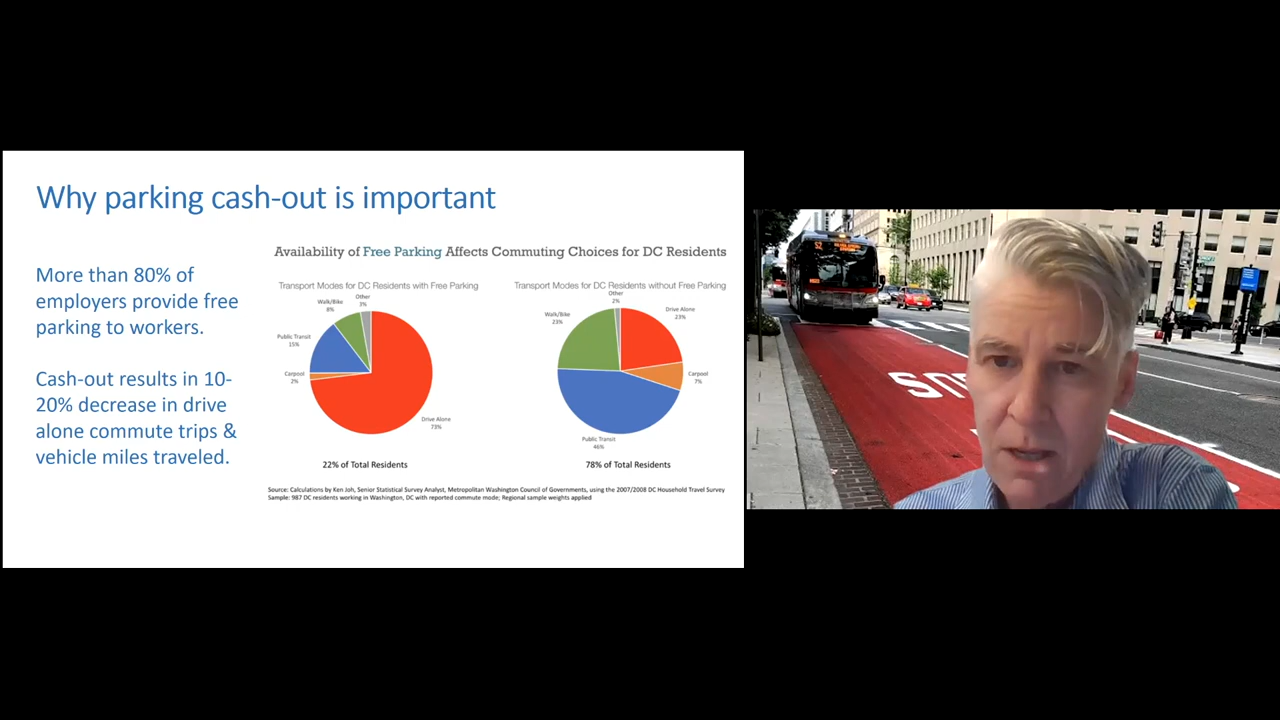 Why parking cash-out is important
More than 80% of
employers provide free
parking to workers.
Cash-out results in 10-
20% decrease in drive
alone commute trips &
vehicle miles traveled.
Availability of Free Parking Affects Commuting Choices for DC Residents
Transport Modes for DC Residents with Free Parking
Other
3%
Walk/Bike
8%
Public Transit
15%
Carpool
2%
Drive Alone
73%
22% of Total Residents
Transport Modes for DC Residents without Free Parking
Other
2%
Drive Alone
23%
Walk/Bike
23%
Carpool
7%
Public Transit
46%
78% of Total Residents
Source: Calculations by Ken Joh, Senior Statistical Survey Analyst, Metropolitan Washington Council of Governments, using the 2007/2008 DC Household Travel Survey
Sample: 987 DC residents working in Washington, DC with reported commute mode; Regional sample weights applied
S2
BUS